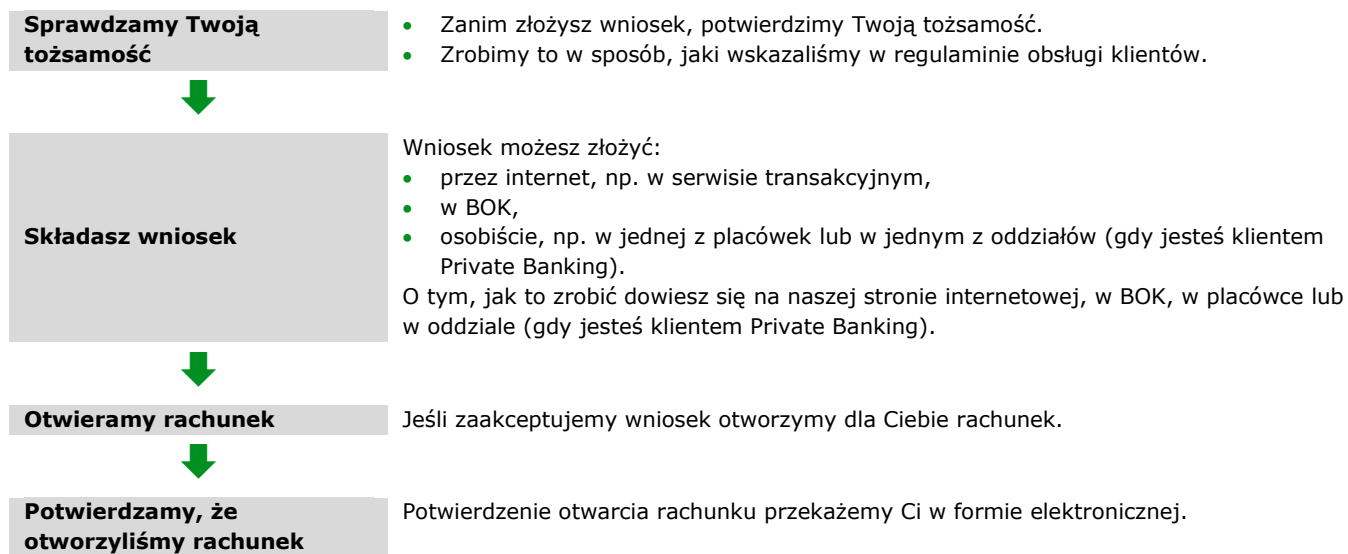 Sprawdzamy Twoją
tożsamość
• Zanim złożysz wniosek, potwierdzimy Twoją tożsamość.
• Zrobimy to w sposób, jaki wskazaliśmy w regulaminie obsługi klientów.
Składasz wniosek
Wniosek możesz złożyć:
• przez internet, np. w serwisie transakcyjnym,
• w BOK,
• osobiście, np. w jednej z placówek lub w jednym z oddziałów (gdy jesteś klientem
Private Banking).
O tym, jak to zrobić dowiesz się na naszej stronie internetowej, w BOK, w placówce lub
w oddziale (gdy jesteś klientem Private Banking).
Otwieramy rachunek
Jeśli zaakceptujemy wniosek otworzymy dla Ciebie rachunek.
Potwierdzamy, że
otworzyliśmy rachunek
Potwierdzenie otwarcia rachunku przekażemy Ci w formie elektronicznej.